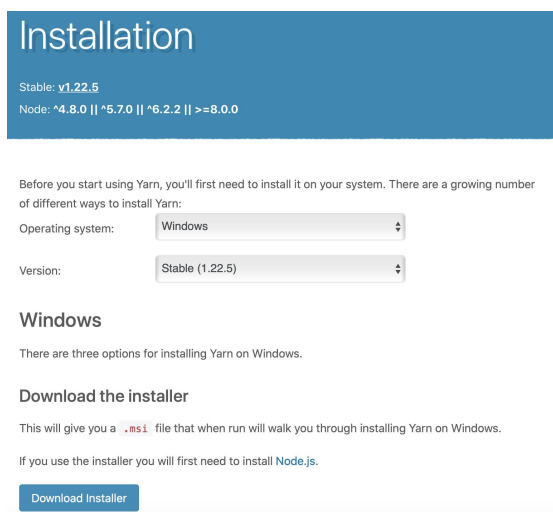 Installation
Stable: v1.22.5
Node: ^4.8.0 || ^5.7.0 || ^6.2.2 || >=8.0.0
Before you start using Yarn, you'll first need to install it on your system. There are a growing number
of different ways to install Yarn:
Operating system: Windows
Version: Stable (1.22.5)
Windows
There are three options for installing Yarn on Windows.
Download the installer
This will give you a .msi file that when run will walk you through installing Yarn on Windows.
If you use the installer you will first need to install Node.js.
Download Installer